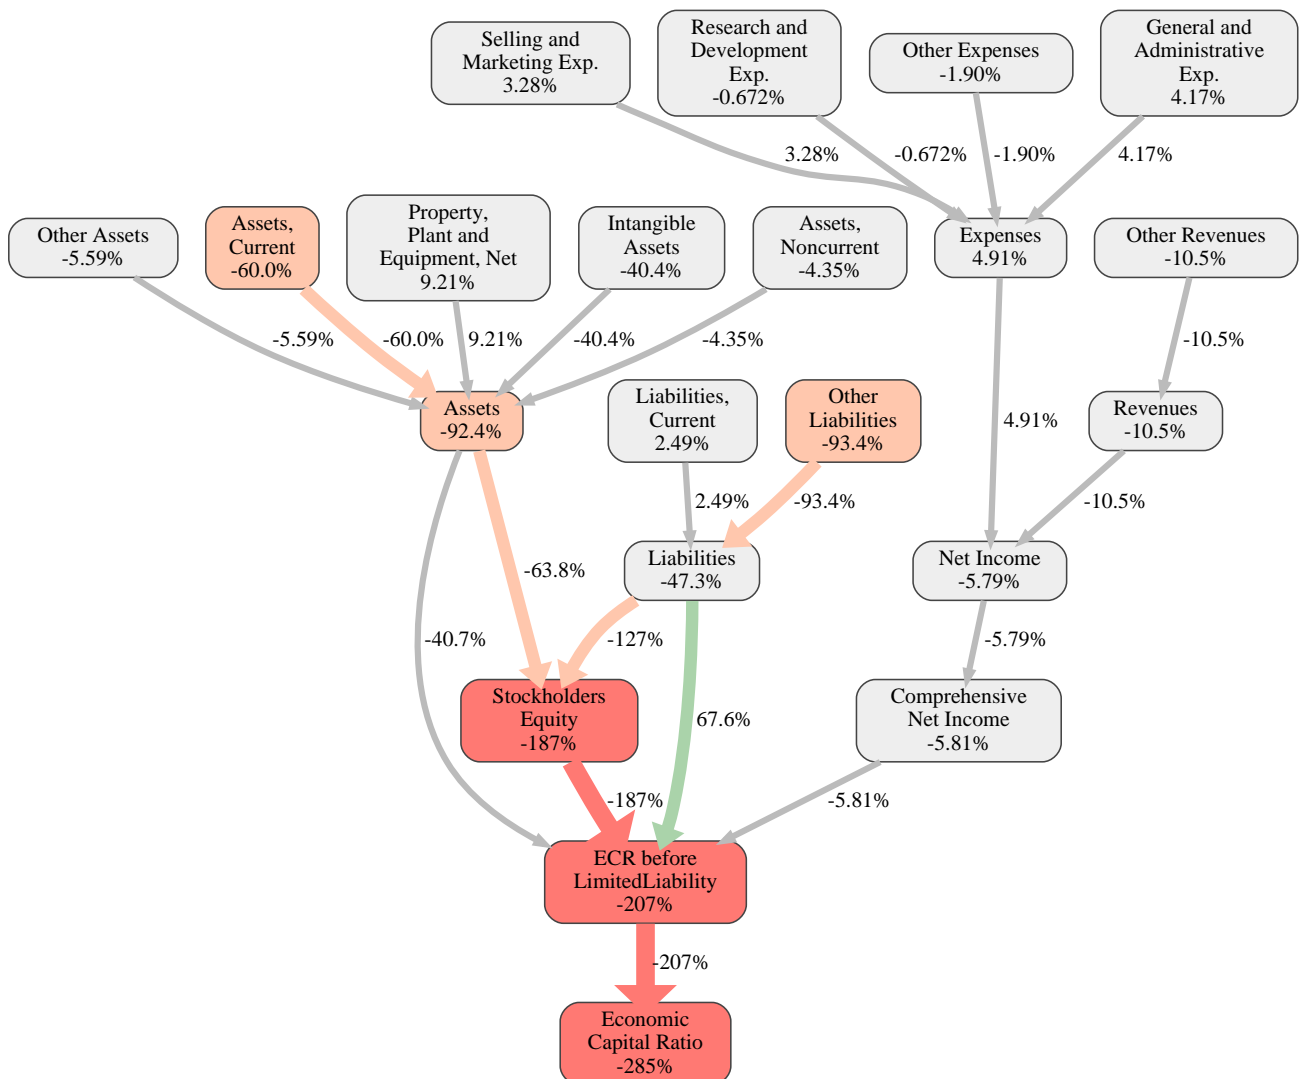 Selling and
Marketing Exp.
3.28%
Research and
Development
Exp.
-0.672%
Other Expenses
-1.90%
General and
Administrative
Exp.
4.17%
3.28%
-0.672%
-1.90%
4.17%
Other Assets
-5.59%
Assets,
Current
-60.0%
Property,
Plant and
Equipment, Net
9.21%
Intangible
Assets
-40.4%
Assets,
Noncurrent
-4.35%
Expenses
4.91%
Other Revenues
-10.5%
-5.59%
-60.0%
9.21%
-40.4%
-4.35%
-10.5%
Assets
-92.4%
Liabilities,
Current
2.49%
Other
Liabilities
-93.4%
4.91%
Revenues
-10.5%
2.49%
-93.4%
-10.5%
-63.8%
Liabilities
-47.3%
Net Income
-5.79%
-40.7%
-127%
-5.79%
Stockholders
Equity
-187%
67.6%
Comprehensive
Net Income
-5.81%
-187%
-5.81%
ECR before
LimitedLiability
-207%
-207%
Economic
Capital Ratio
-285%